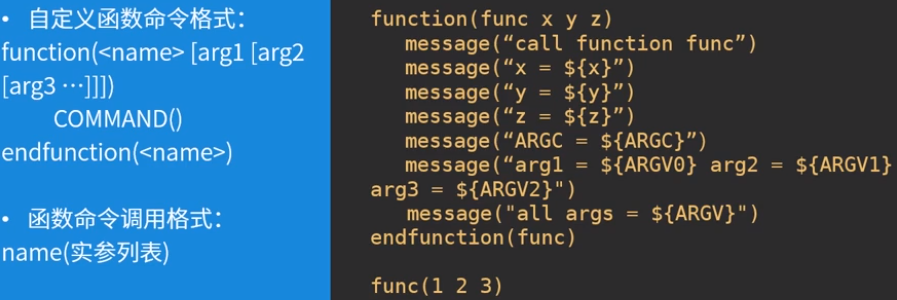 • 自定义函数命令格式：
function(<name> [arg1 [arg2
[arg3 …]]])
COMMAND()
endfunction(<name>)
• 函数命令调用格式：
name(实参列表)
function(func x y z)
message(“call function func”)
message(“x = ${x}”)
message(“y = ${y}”)
message(“z = ${z}”)
message(“ARGC = ${ARGC}”)
message(“arg1 = ${ARGV0} arg2 = ${ARGV1}
arg3 = ${ARGV2}")
message("all args = ${ARGV}")
endfunction(func)
func(1 2 3)